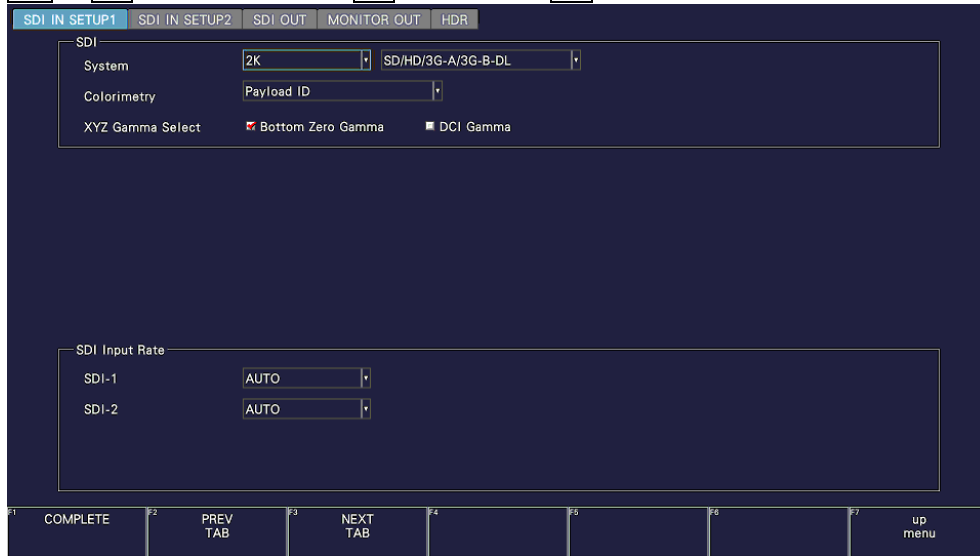 SDI IN SETUP1 SDI IN SETUP2 SDI OUT MONITOR OUT HDR
SDI
System 2K SD/HD/3G-A/3G-B-DL
Colorimetry Payload ID
XYZ Gamma Select Bottom Zero Gamma DCI Gamma
SDI Input Rate
SDI-1 AUTO
SDI-2 AUTO
F1 COMPLETE F2 PREV TAB F3 NEXT TAB F4 F5 F6 F7 up menu